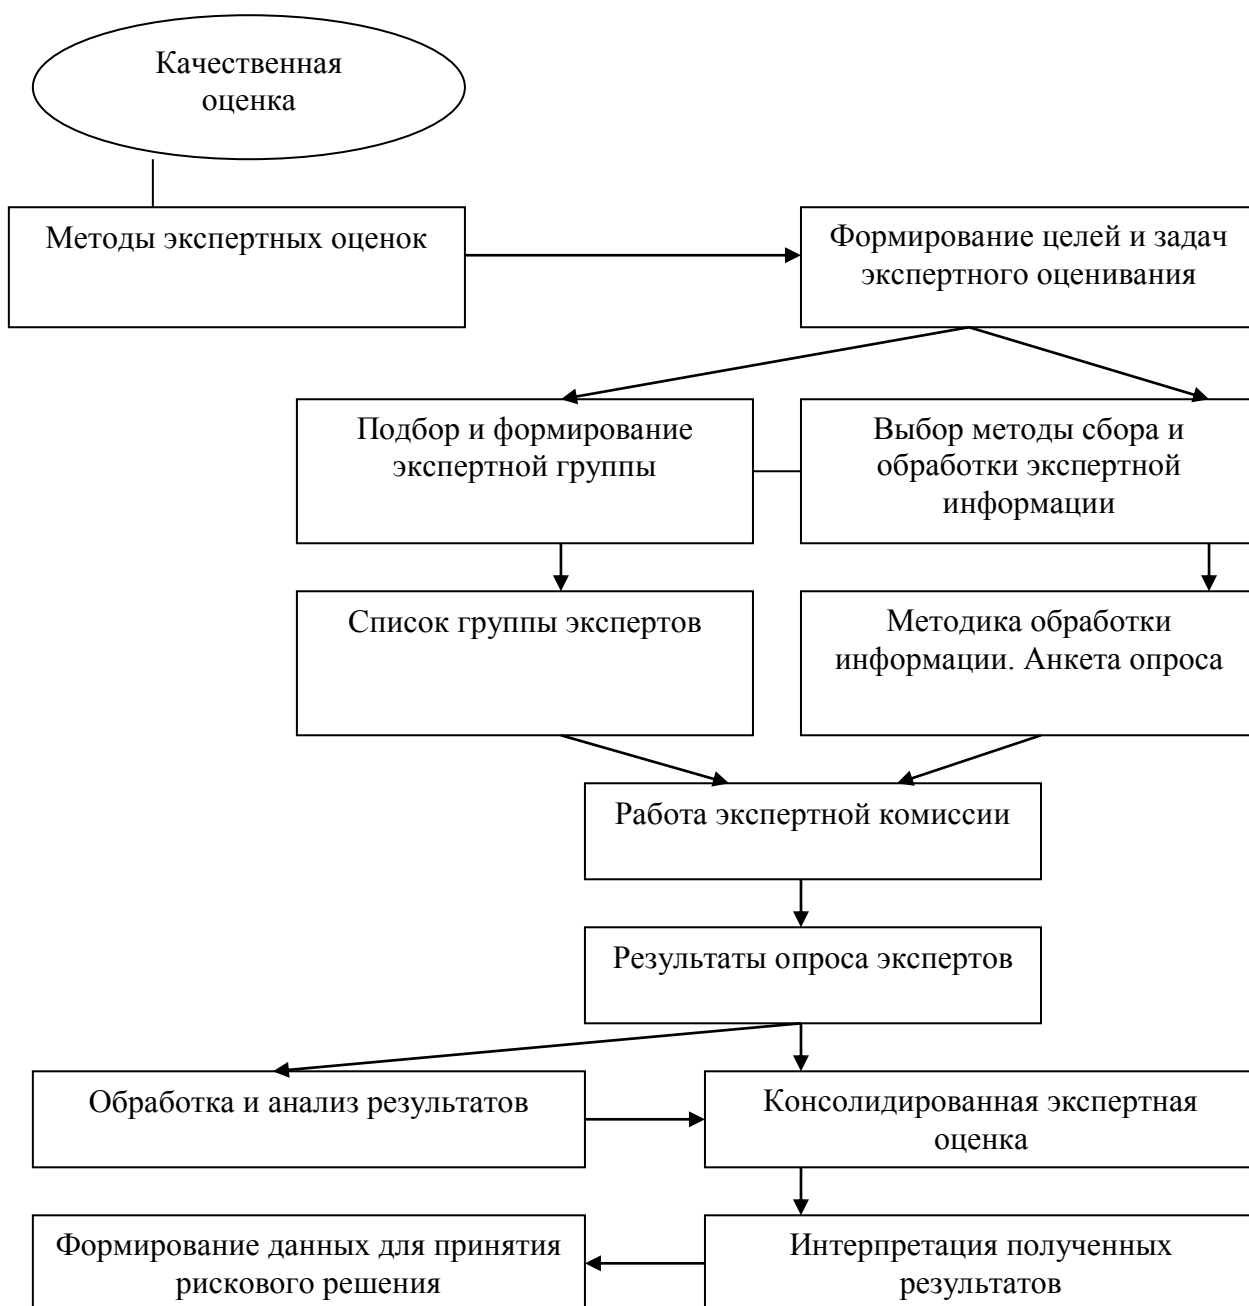 Качественная
оценка
Методы экспертных оценок
Формирование целей и задач
экспертного оценивания
Подбор и формирование
экспертной группы
Выбор методы сбора и
обработки экспертной
информации
Список группы экспертов
Методика обработки
информации. Анкета опроса
Работа экспертной комиссии
Результаты опроса экспертов
Обработка и анализ результатов
Консолидированная экспертная
оценка
Формирование данных для принятия
рискового решения
Интерпретация полученных
результатов